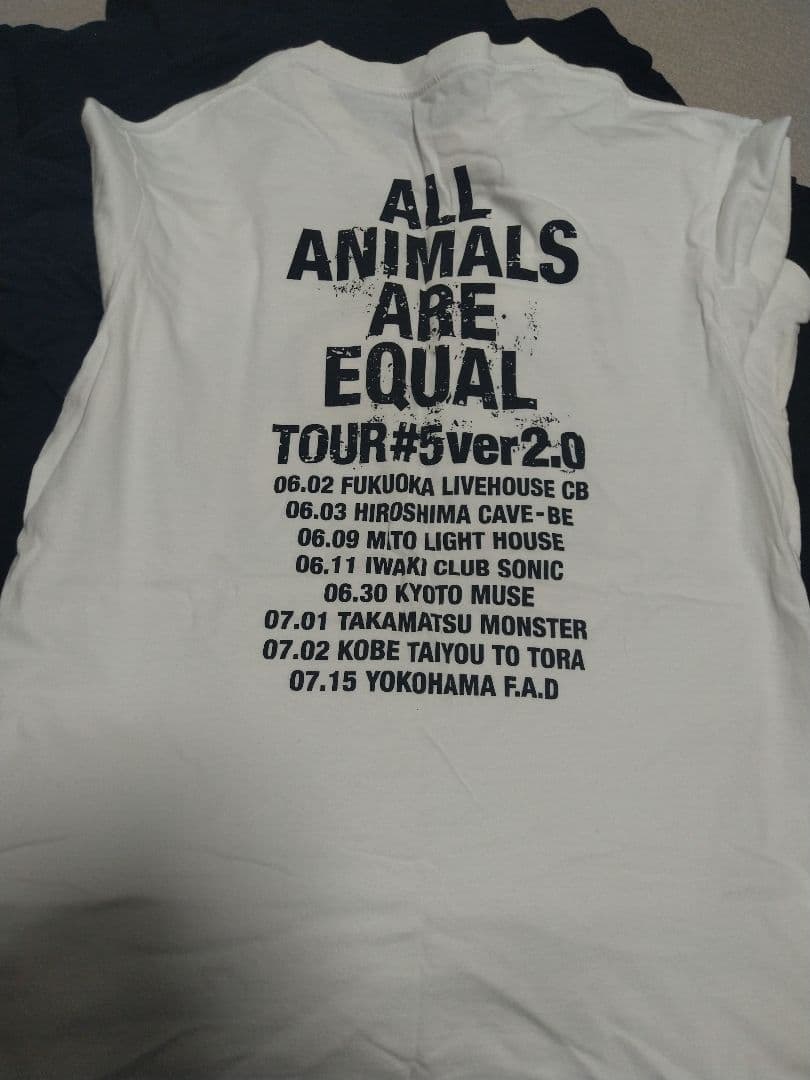 ALL
ANIMALS
ARE
EQUAL
TOUR#5ver2.0
06.02 FUKUOKA LIVEHOUSE CB
06.03 HIROSHIMA CAVE-BE
06.09 MITO LIGHT HOUSE
06.11 IWAKI CLUB SONIC
06.30 KYOTO MUSE
07.01 TAKAMATSU MONSTER
07.02 KOBE TAIYOU TO TORA
07.15 YOKOHAMA F.A.D